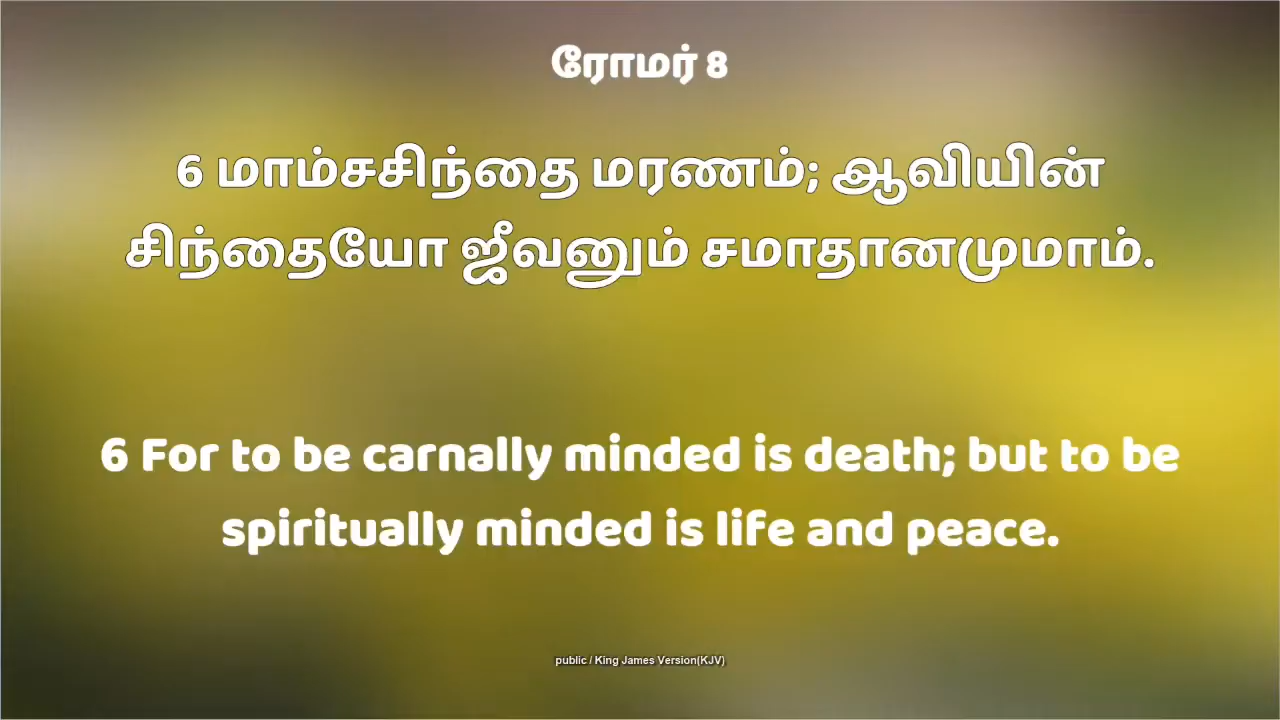 ரோமர் 8
6 மாம்சசிந்தை மரணம்; ஆவியின்
சிந்தையோ ஜீவனும் சமாதானமுமாம்.
6 For to be carnally minded is death; but to be
spiritually minded is life and peace.
public / King James Version(KJV)